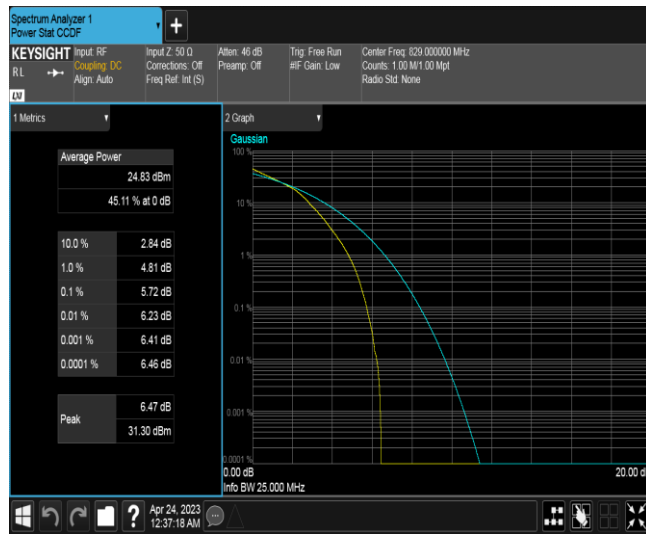 Spectrum Analyzer 1
Power Stat CCDF
+
KEYSIGHT
RL
LXI
Input: RF
Coupling: DC
Align: Auto
Input Z: 50 Ω
Corrections: Off
Freq Ref: Int (S)
Atten: 46 dB
Preamp: Off
Trig: Free Run
#IF Gain: Low
Center Freq: 829.000000 MHz
Counts: 1.00 M/1.00 Mpt
Radio Std: None
1 Metrics
Average Power
24.83 dBm
45.11 % at 0 dB
10.0 % 2.84 dB
1.0 % 4.81 dB
0.1 % 5.72 dB
0.01 % 6.23 dB
0.001 % 6.41 dB
0.0001 % 6.46 dB
Peak
6.47 dB
31.30 dBm
2 Graph
Gaussian
100 %
10 %
1 %
0.1 %
0.01 %
0.001 %
0.0001 %
0.00 dB
20.00 d
Info BW 25.000 MHz
?
Apr 24, 2023
12:37:18 AM